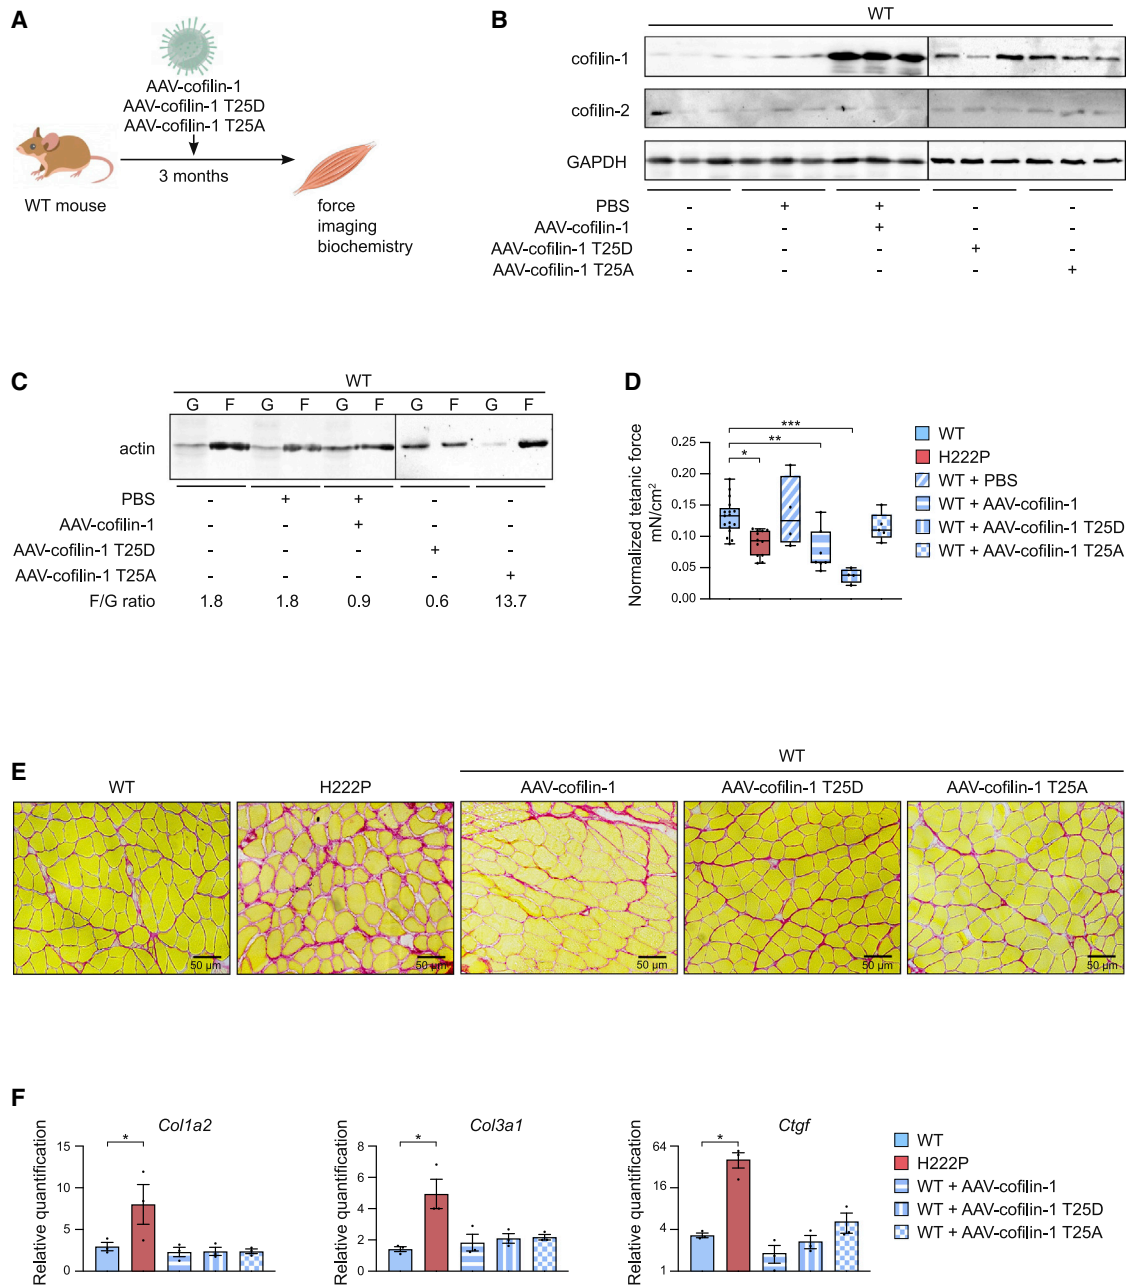 A
AAV-cofilin-1
AAV-cofilin-1 T25D
AAV-cofilin-1 T25A
3 months
WT mouse
force
imaging
biochemistry
B
WT
cofilin-1
cofilin-2
GAPDH
PBS - + + - -
AAV-cofilin-1 - - + - -
AAV-cofilin-1 T25D - - - + -
AAV-cofilin-1 T25A - - - - +
C
WT
G F G F G F G F G F
actin
PBS - + + - -
AAV-cofilin-1 - - + - -
AAV-cofilin-1 T25D - - - + -
AAV-cofilin-1 T25A - - - - +
F/G ratio 1.8 1.8 0.9 0.6 13.7
D
Normalized tetanic force
mN/cm2
0.25
0.20
0.15
0.10
0.05
0.00
***
**
*
WT
H222P
WT + PBS
WT + AAV-cofilin-1
WT + AAV-cofilin-1 T25D
WT + AAV-cofilin-1 T25A
E
WT
WT H222P AAV-cofilin-1 AAV-cofilin-1 T25D AAV-cofilin-1 T25A
50 µm 50 µm 50 µm 50 µm 50 µm
F
Col1a2
Relative quantification
15
10
5
0
*
Col3a1
Relative quantification
8
6
4
2
0
*
Ctgf
Relative quantification
64
16
4
1
*
WT
H222P
WT + AAV-cofilin-1
WT + AAV-cofilin-1 T25D
WT + AAV-cofilin-1 T25A